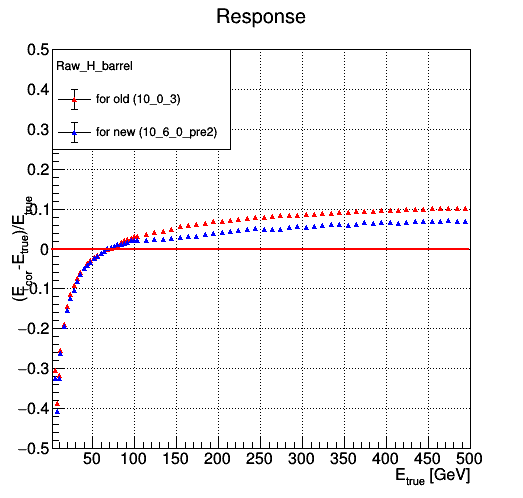 Response
(E_cor-E_true)/E_true
0.5
0.4
0.3
0.2
0.1
0
−0.1
−0.2
−0.3
−0.4
−0.5
Raw_H_barrel
for old (10_0_3)
for new (10_6_0_pre2)
50 100 150 200 250 300 350 400 450 500
E_true [GeV]